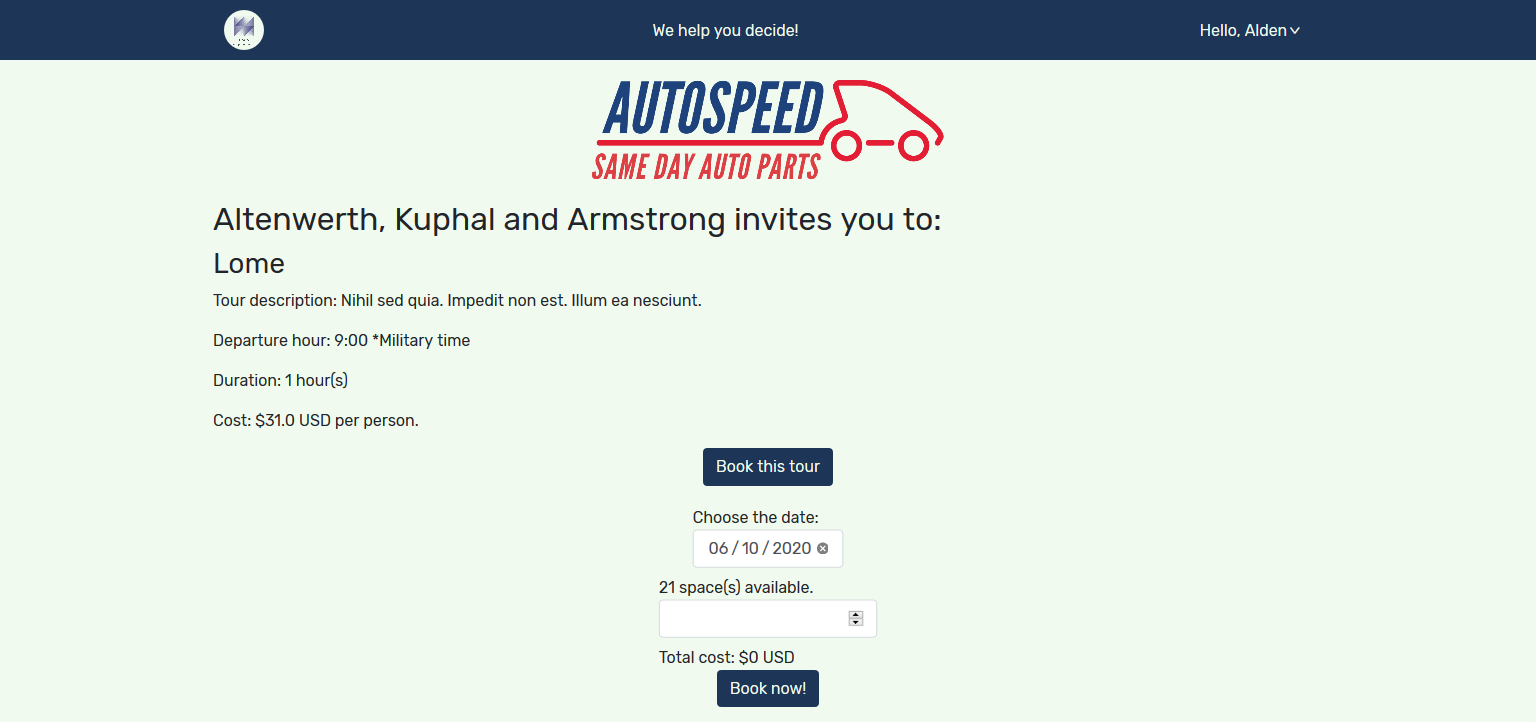 We help you decide!
Hello, Alden
AUTOSPEED
SAME DAY AUTO PARTS
Altenwerth, Kuphal and Armstrong invites you to:
Lome
Tour description: Nihil sed quia. Impedit non est. Illum ea nesciunt.
Departure hour: 9:00 *Military time
Duration: 1 hour(s)
Cost: $31.0 USD per person.
Book this tour
Choose the date:
06 / 10 / 2020
21 space(s) available.
Total cost: $0 USD
Book now!